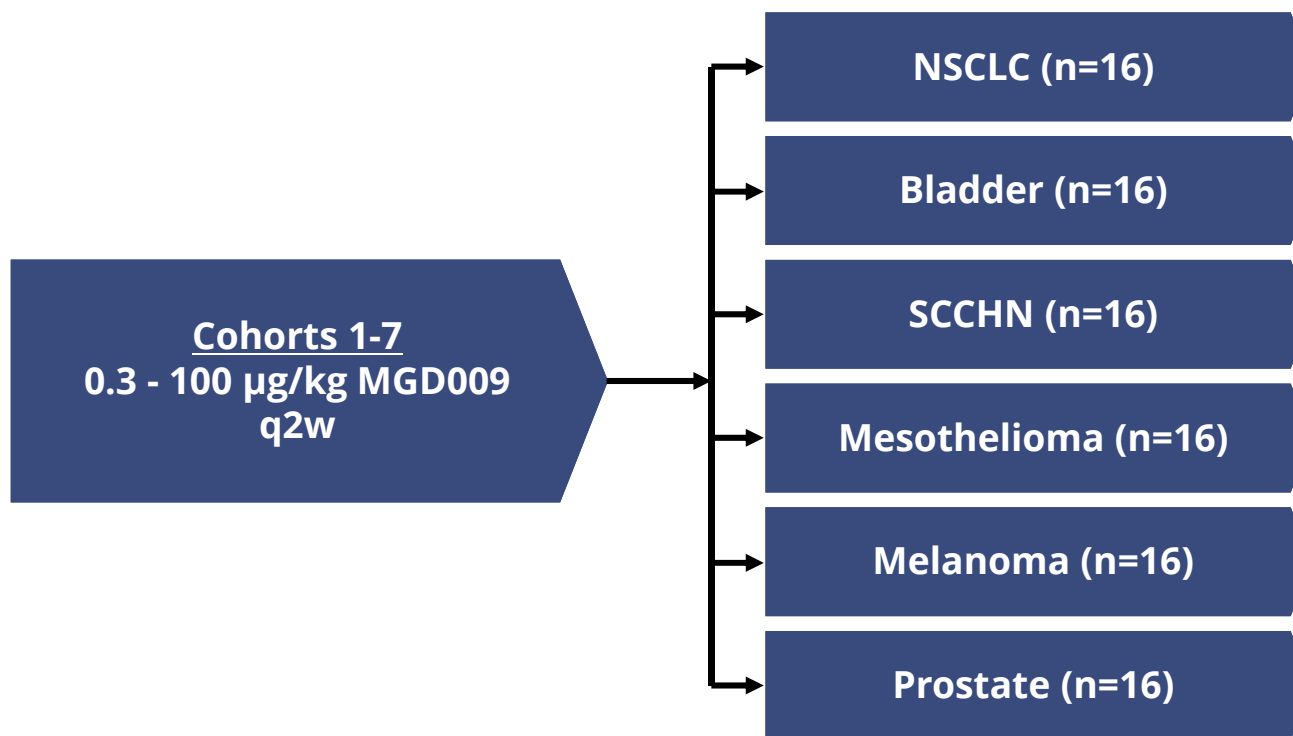 Cohorts 1-7
0.3 - 100 µg/kg MGD009
q2w
NSCLC (n=16)
Bladder (n=16)
SCCHN (n=16)
Mesothelioma (n=16)
Melanoma (n=16)
Prostate (n=16)